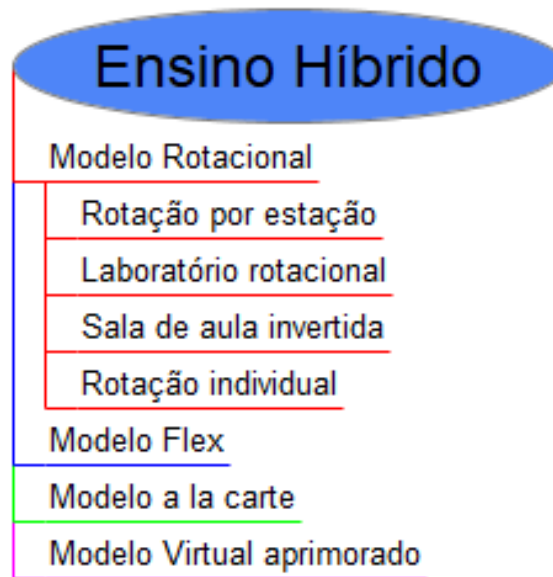 Ensino Híbrido
Modelo Rotacional
Rotação por estação
Laboratório rotacional
Sala de aula invertida
Rotação individual
Modelo Flex
Modelo a la carte
Modelo Virtual aprimorado